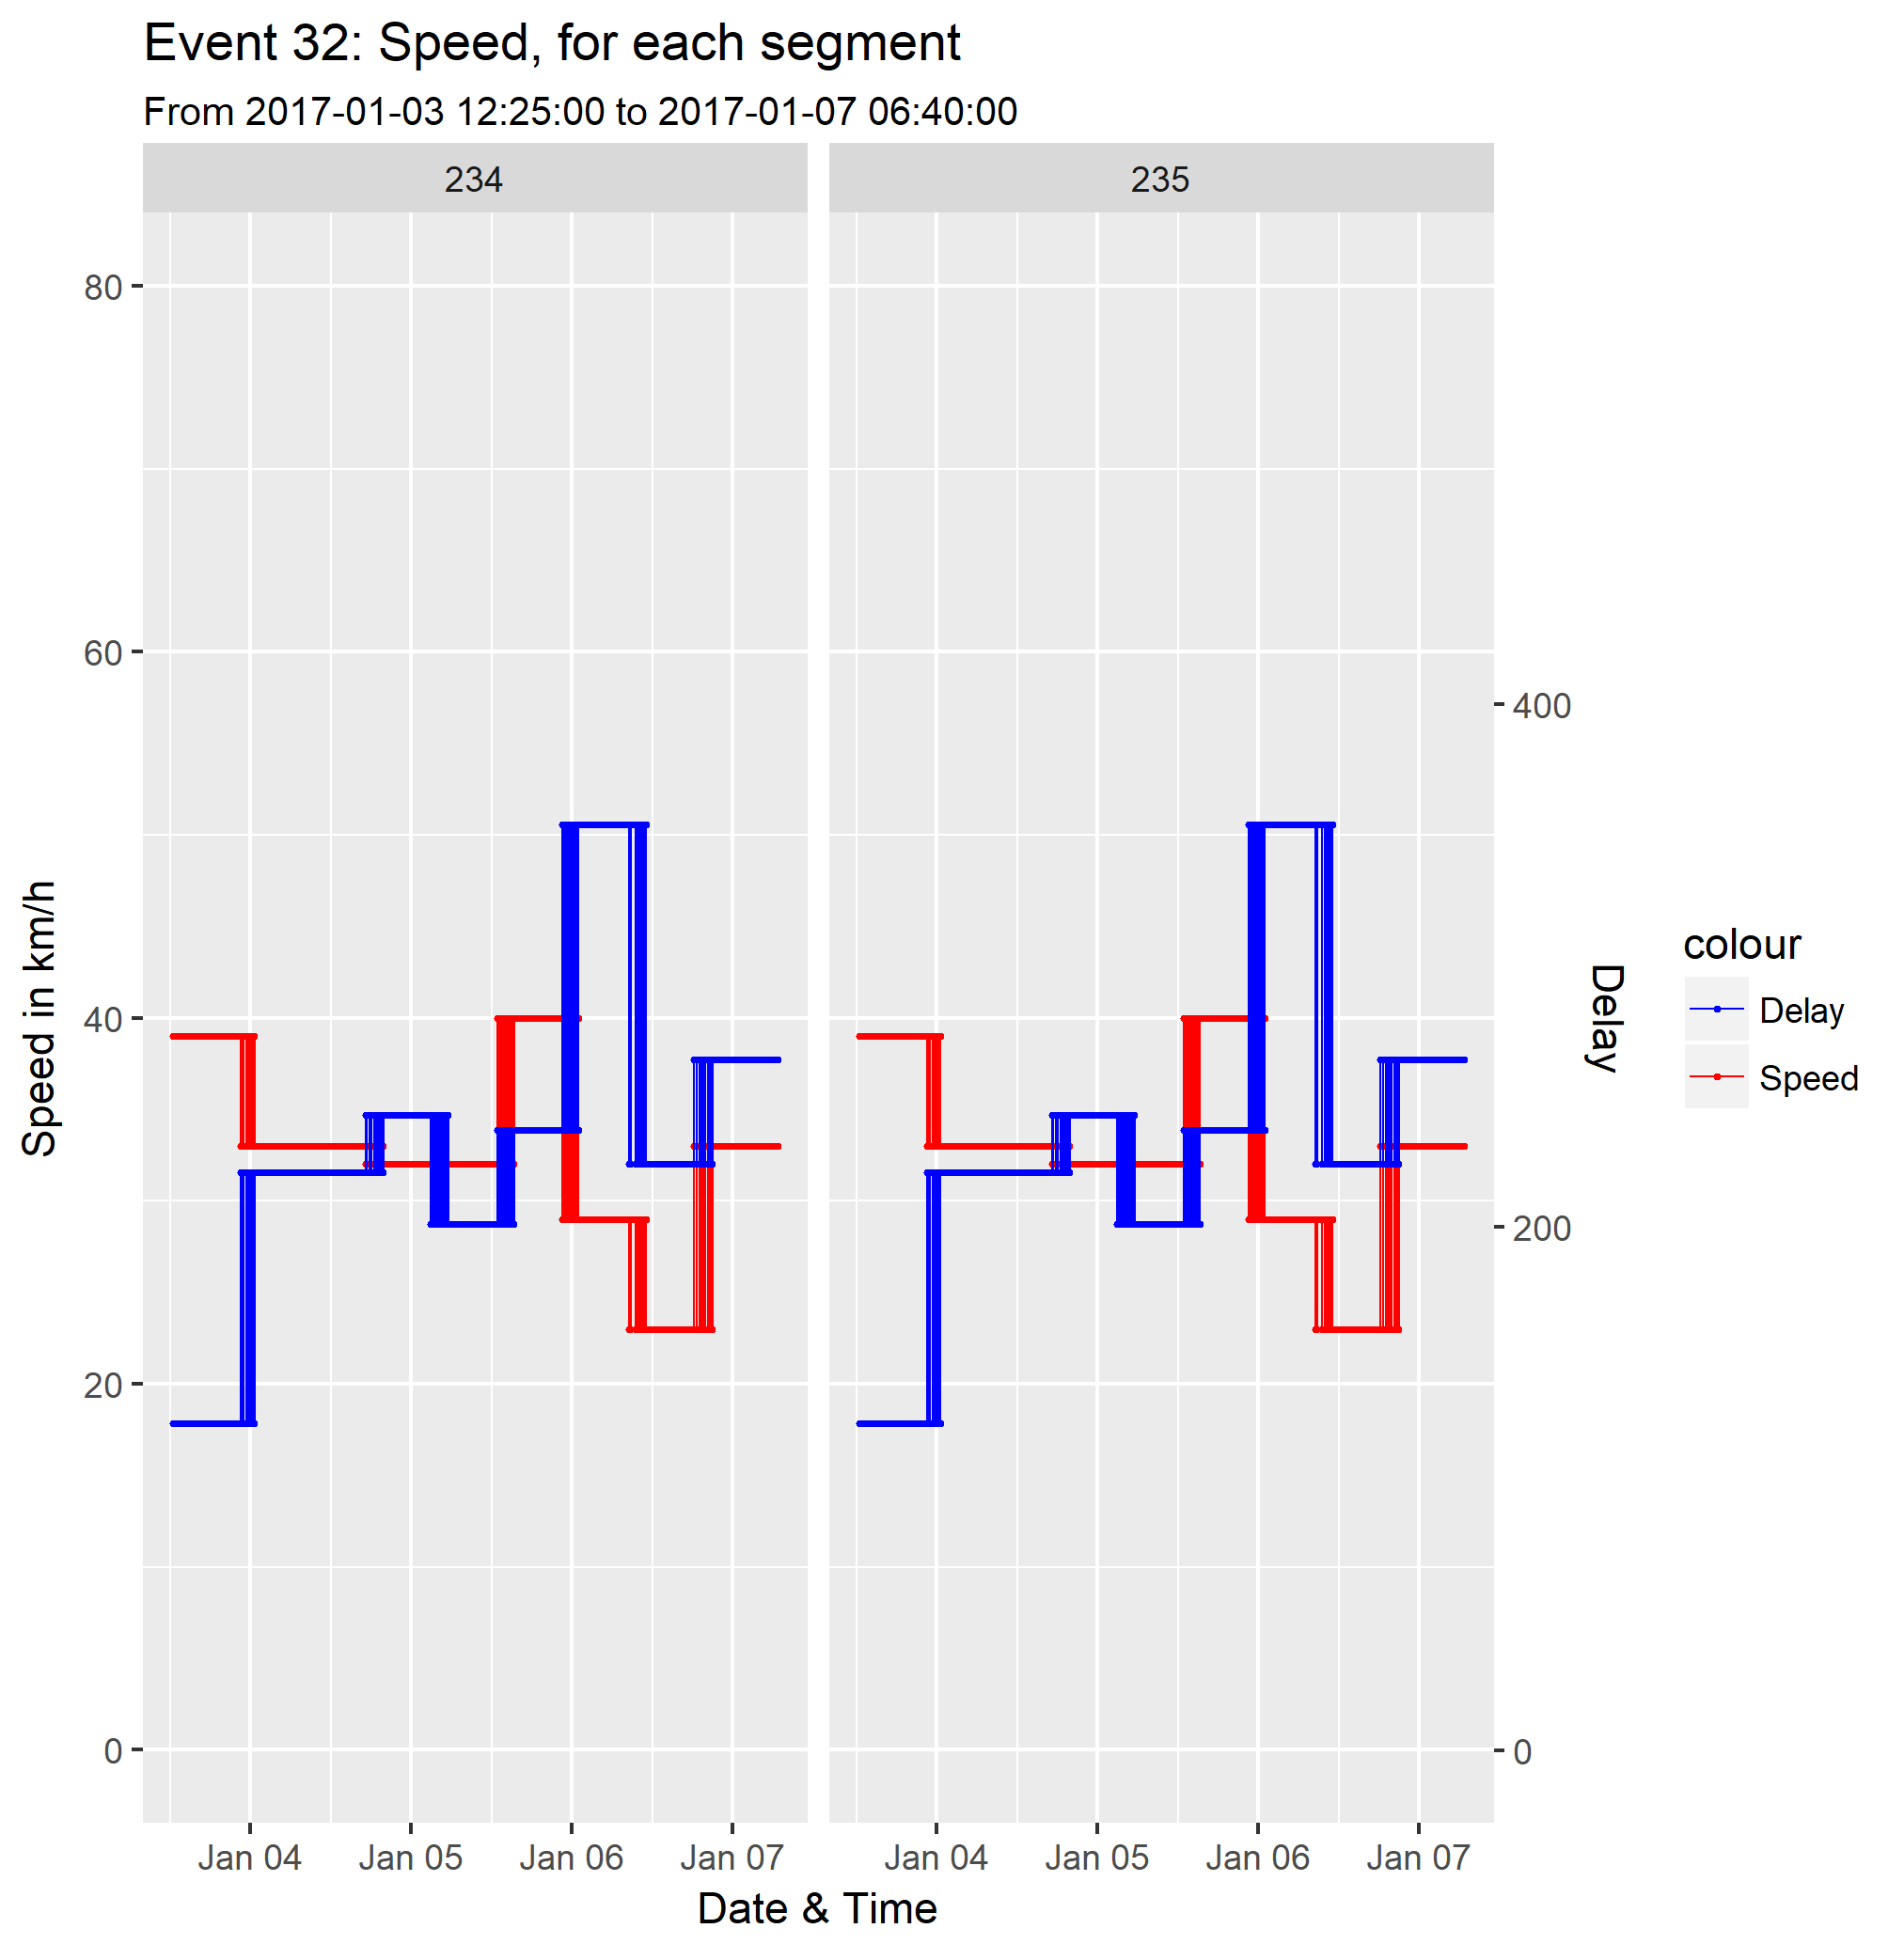 Event 32: Speed, for each segment
From 2017-01-03 12:25:00 to 2017-01-07 06:40:00
234
235
80
60
40
20
0
Speed in km/h
400
200
0
Delay
colour
Delay
Speed
Jan 04
Jan 05
Jan 06
Jan 07
Jan 04
Jan 05
Jan 06
Jan 07
Date & Time